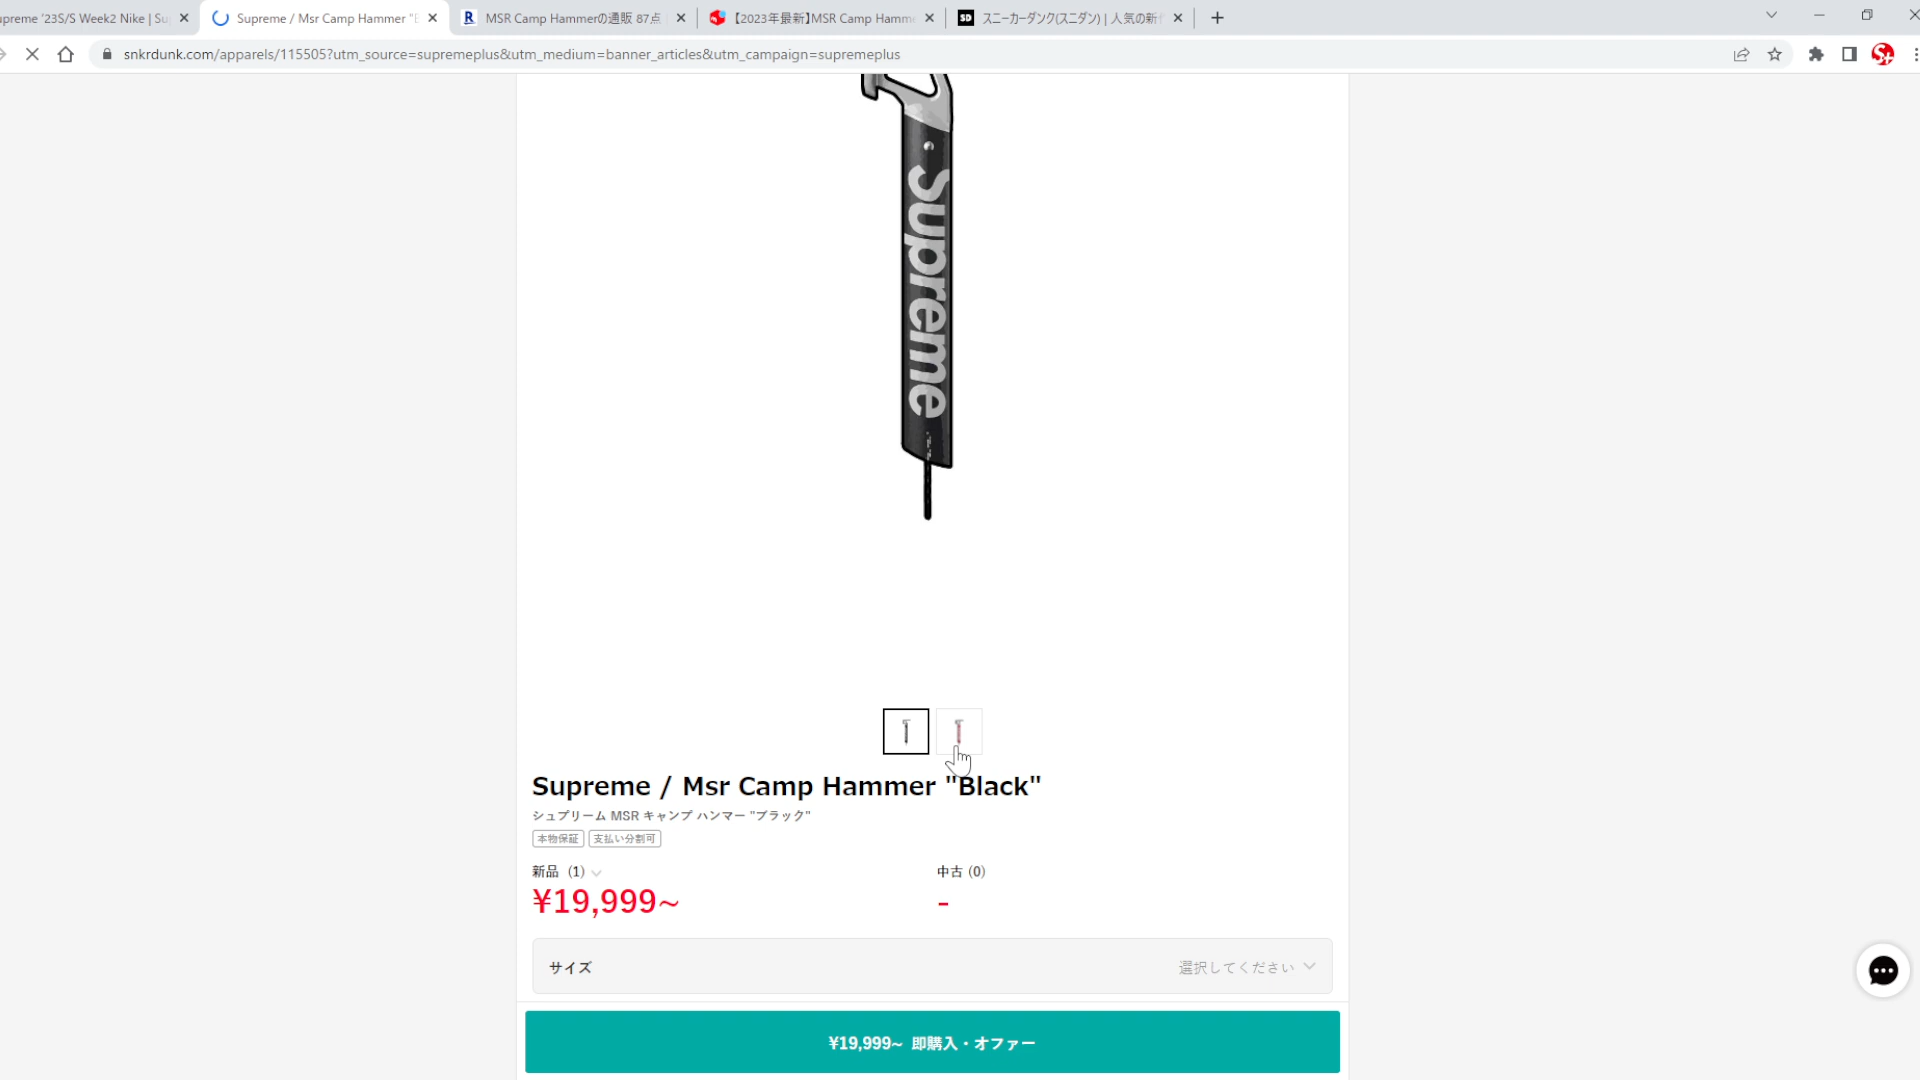 upreme '23S/S Week2 Nike | Su
Supreme / Msr Camp Hammer "B
R
MSR Camp Hammerの通販 87点
【2023年最新】MSR Camp Hamme
SD
スニーカーダンク(スニダン) | 人気の新作
snkrdunk.com/apparels/115505?utm_source=supremeplus&utm_medium=banner_articles&utm_campaign=supremeplus
S+
Supreme
Supreme / Msr Camp Hammer "Black"
シュプリーム MSR キャンプ ハンマー "ブラック"
本物保証 支払い分割可
新品 (1)
中古 (0)
¥19,999~
-
サイズ
選択してください
¥19,999~ 即購入・オファー